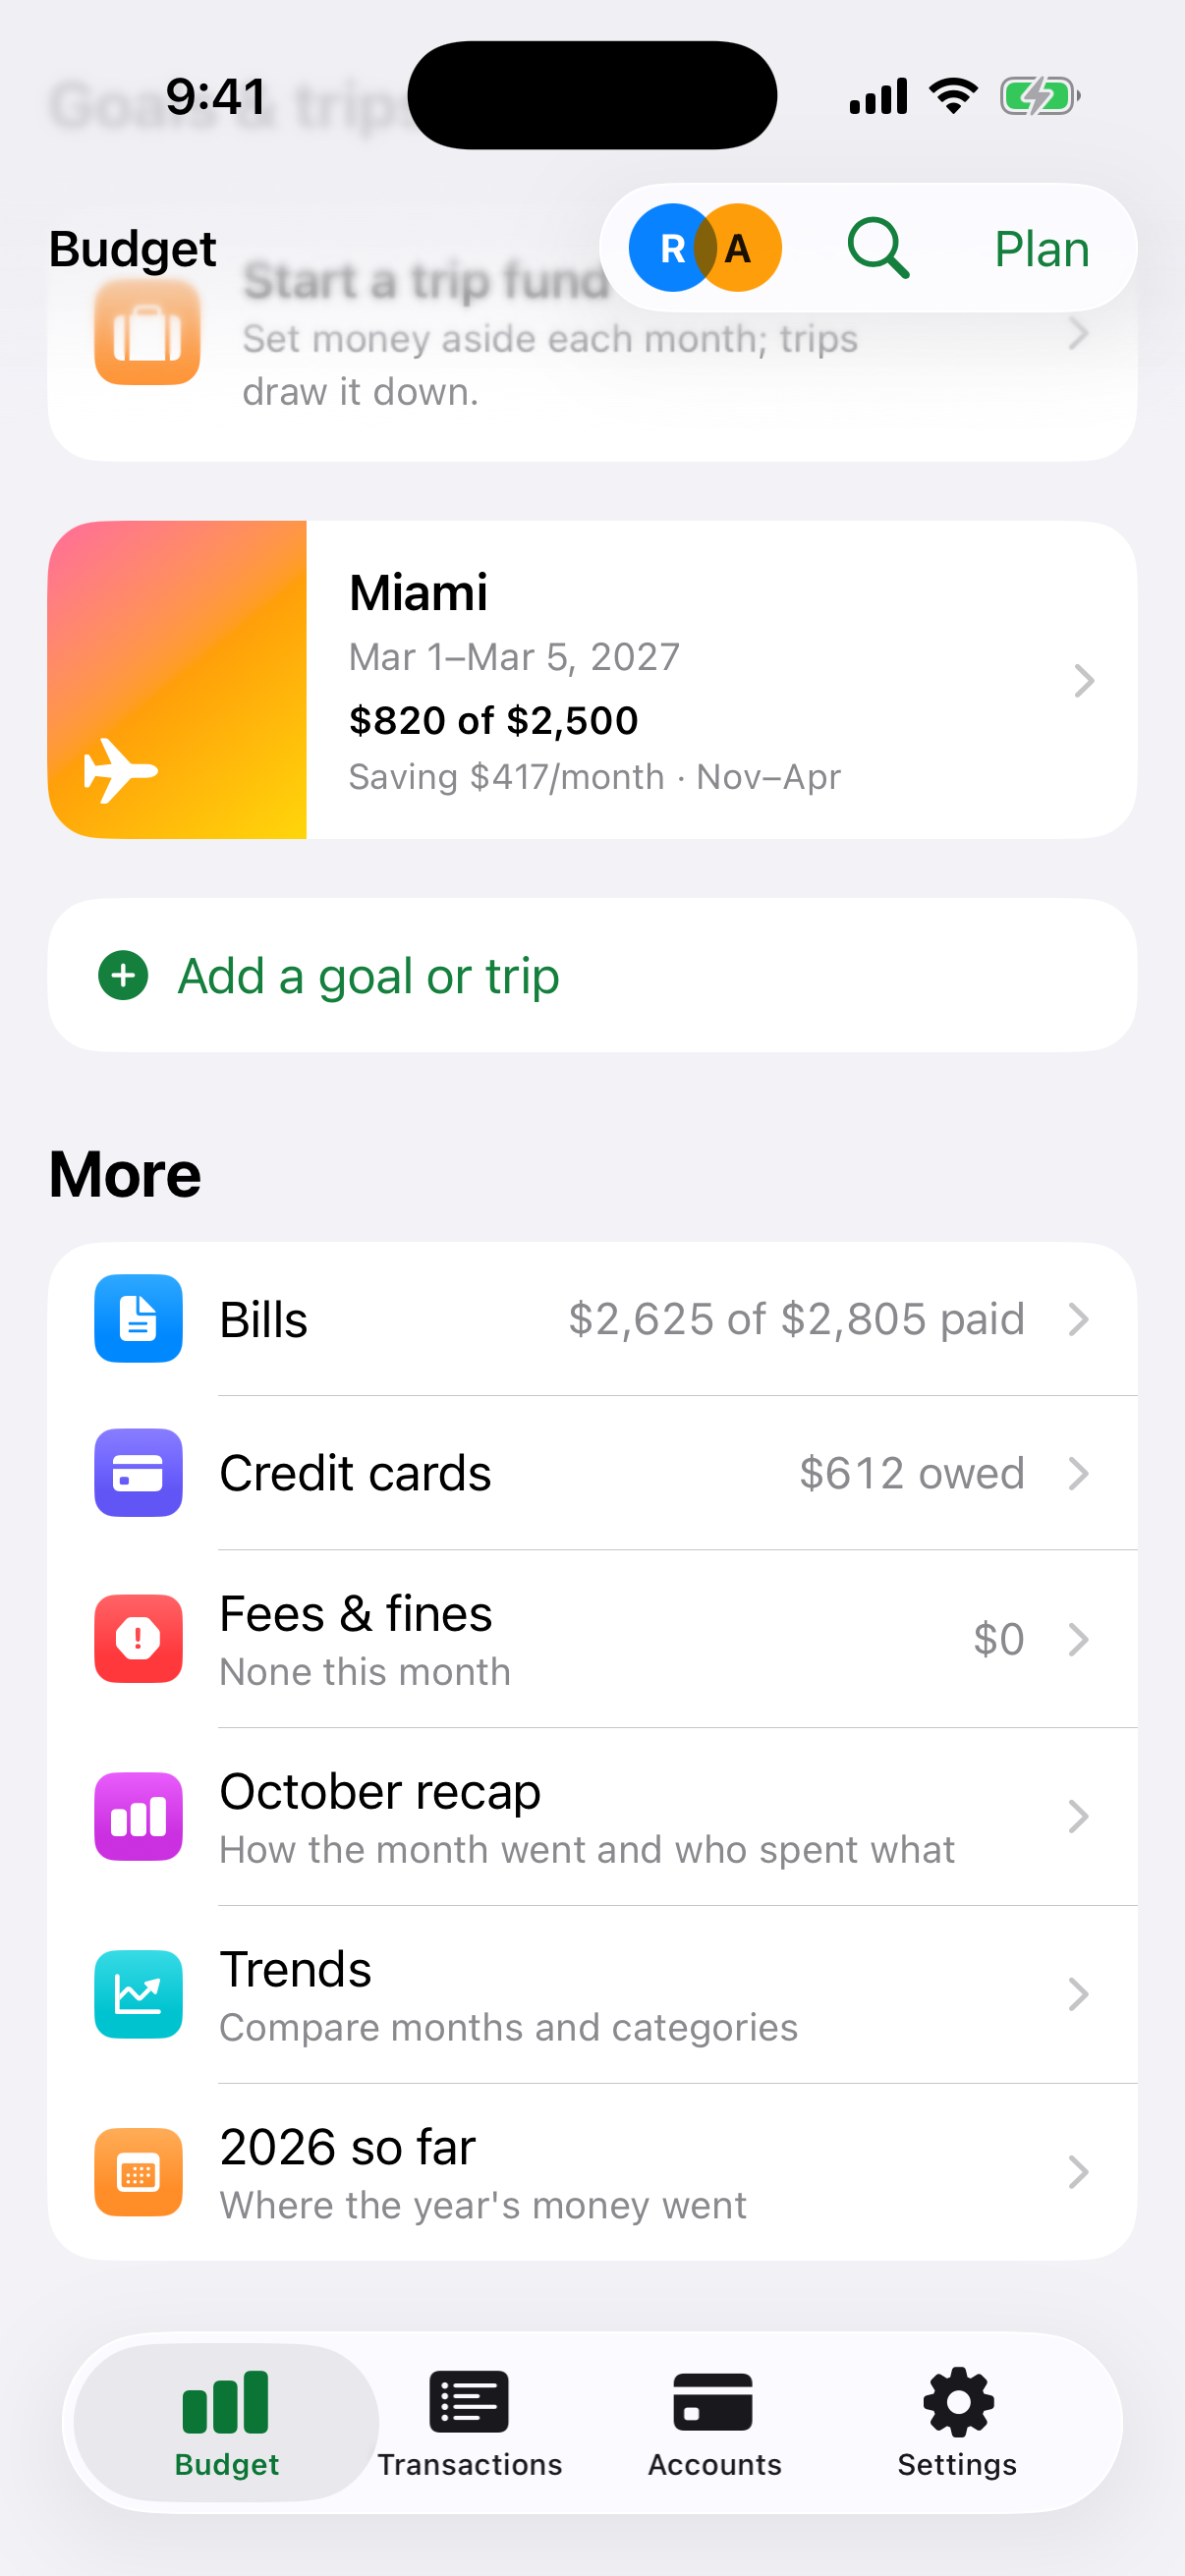 Goals & trips
9:41
Budget
R A
Plan
Start a trip fund
Set money aside each month; trips
draw it down.
Miami
Mar 1–Mar 5, 2027
$820 of $2,500
Saving $417/month · Nov–Apr
Add a goal or trip
More
Bills
$2,625 of $2,805 paid
Credit cards
$612 owed
Fees & fines
None this month
$0
October recap
How the month went and who spent what
Trends
Compare months and categories
2026 so far
Where the year's money went
Budget
Transactions
Accounts
Settings